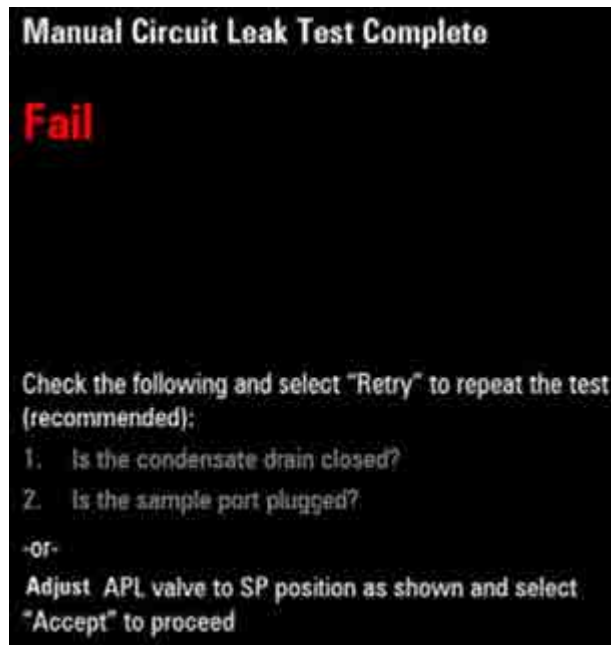 Manual Circuit Leak Test Complete
Fail
Check the following and select "Retry" to repeat the test
(recommended):
1. Is the condensate drain closed?
2. Is the sample port plugged?
-or-
Adjust APL valve to SP position as shown and select
"Accept" to proceed